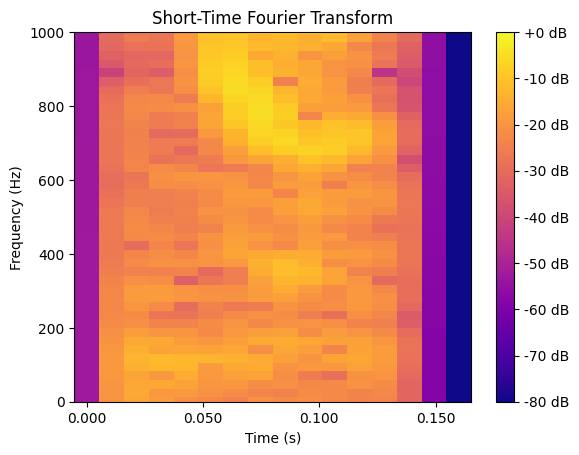 Short-Time Fourier Transform
1000
800
600
400
200
0
Frequency (Hz)
0.000
0.050
0.100
0.150
Time (s)
+0 dB
-10 dB
-20 dB
-30 dB
-40 dB
-50 dB
-60 dB
-70 dB
-80 dB